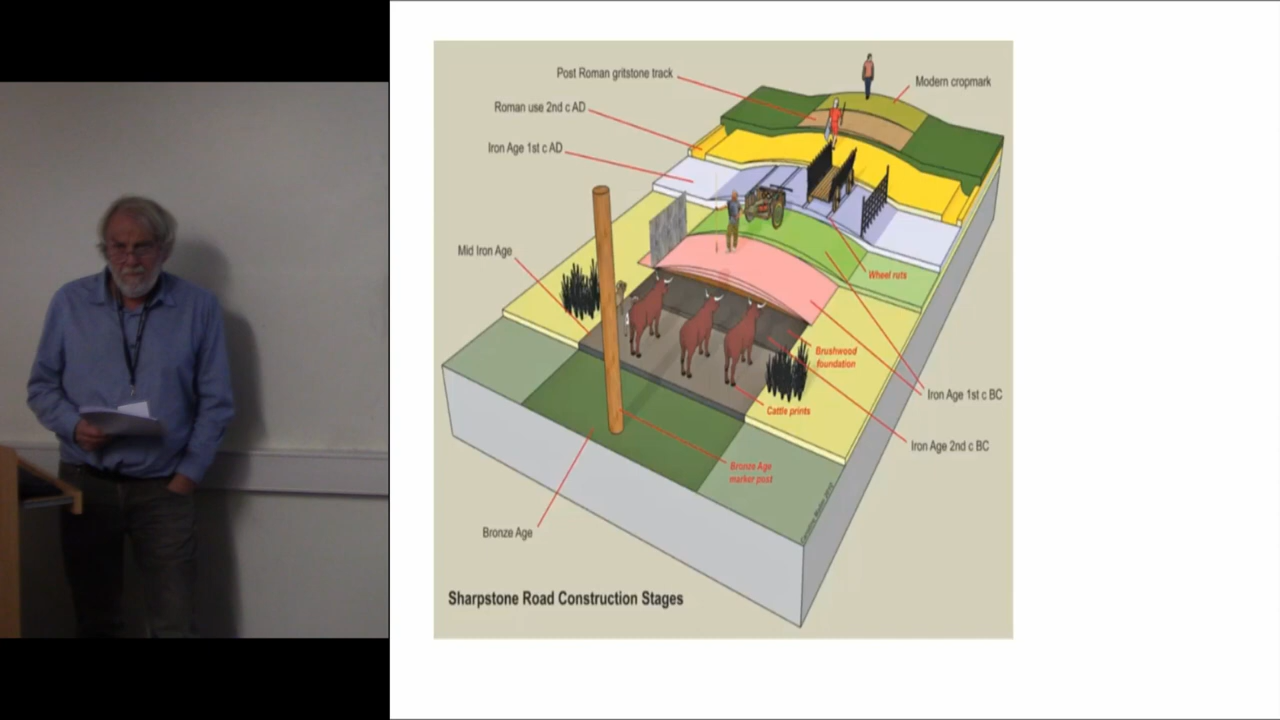 Post Roman gritstone track
Modern cropmark
Roman use 2nd c AD
Iron Age 1st c AD
Mid Iron Age
Wheel ruts
Brushwood
foundation
Iron Age 1st c BC
Cattle prints
Iron Age 2nd c BC
Bronze Age
marker post
Bronze Age
Sharpstone Road Construction Stages